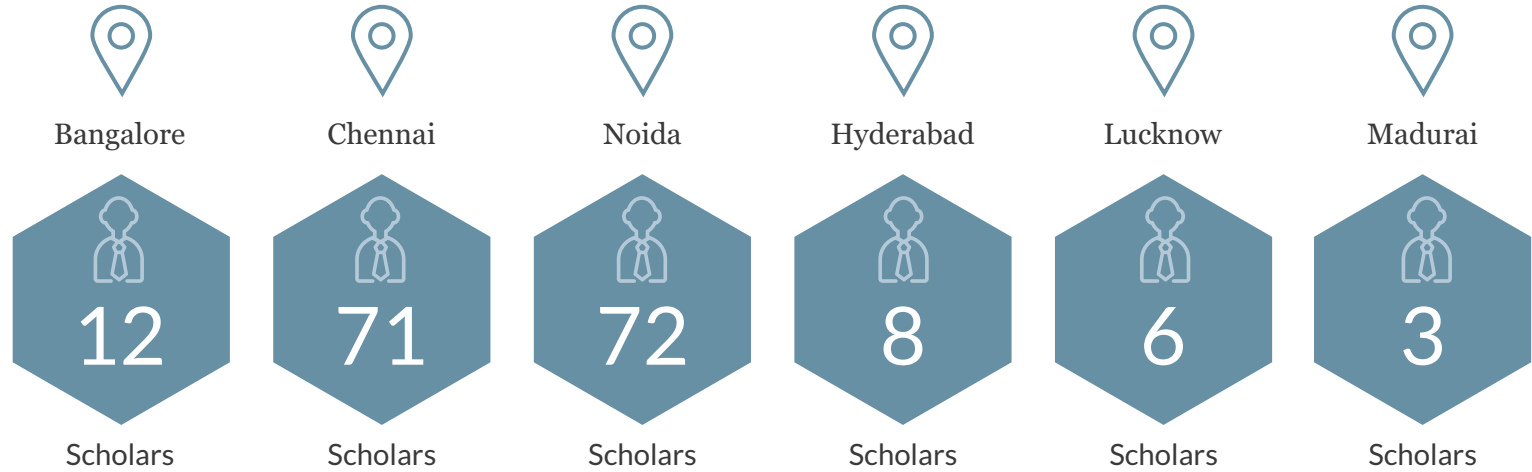 Bangalore Chennai Noida Hyderabad Lucknow Madurai
12 71 72 8 6 3
Scholars Scholars Scholars Scholars Scholars Scholars